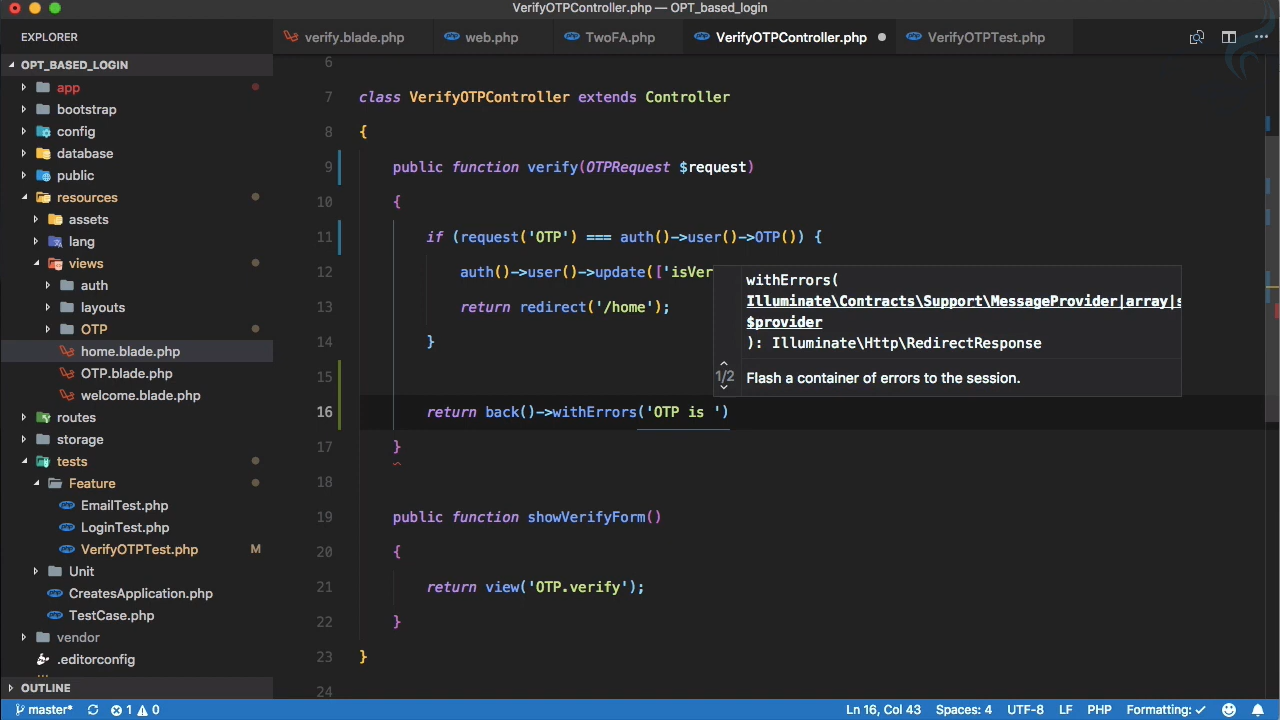 VerifyOTPController.php — OPT_based_login
EXPLORER
verify.blade.php
web.php
TwoFA.php
VerifyOTPController.php
VerifyOTPTest.php
OPT_BASED_LOGIN
app
bootstrap
config
database
public
resources
assets
lang
views
auth
layouts
OTP
home.blade.php
OTP.blade.php
welcome.blade.php
routes
storage
tests
Feature
EmailTest.php
LoginTest.php
VerifyOTPTest.php M
Unit
CreatesApplication.php
TestCase.php
vendor
.editorconfig
OUTLINE
6
7 class VerifyOTPController extends Controller
8 {
9 public function verify(OTPRequest $request)
10 {
11 if (request('OTP') === auth()->user()->OTP()) {
12 auth()->user()->update(['isVer
13 return redirect('/home');
14 }
15
16 return back()->withErrors('OTP is ')
17 }
18
19 public function showVerifyForm()
20 {
21 return view('OTP.verify');
22 }
23 }
24
withErrors(
Illuminate\Contracts\Support\MessageProvider|array|s
$provider
): Illuminate\Http\RedirectResponse
1/2
Flash a container of errors to the session.
master* 1 0 Ln 16, Col 43 Spaces: 4 UTF-8 LF PHP Formatting: ✓